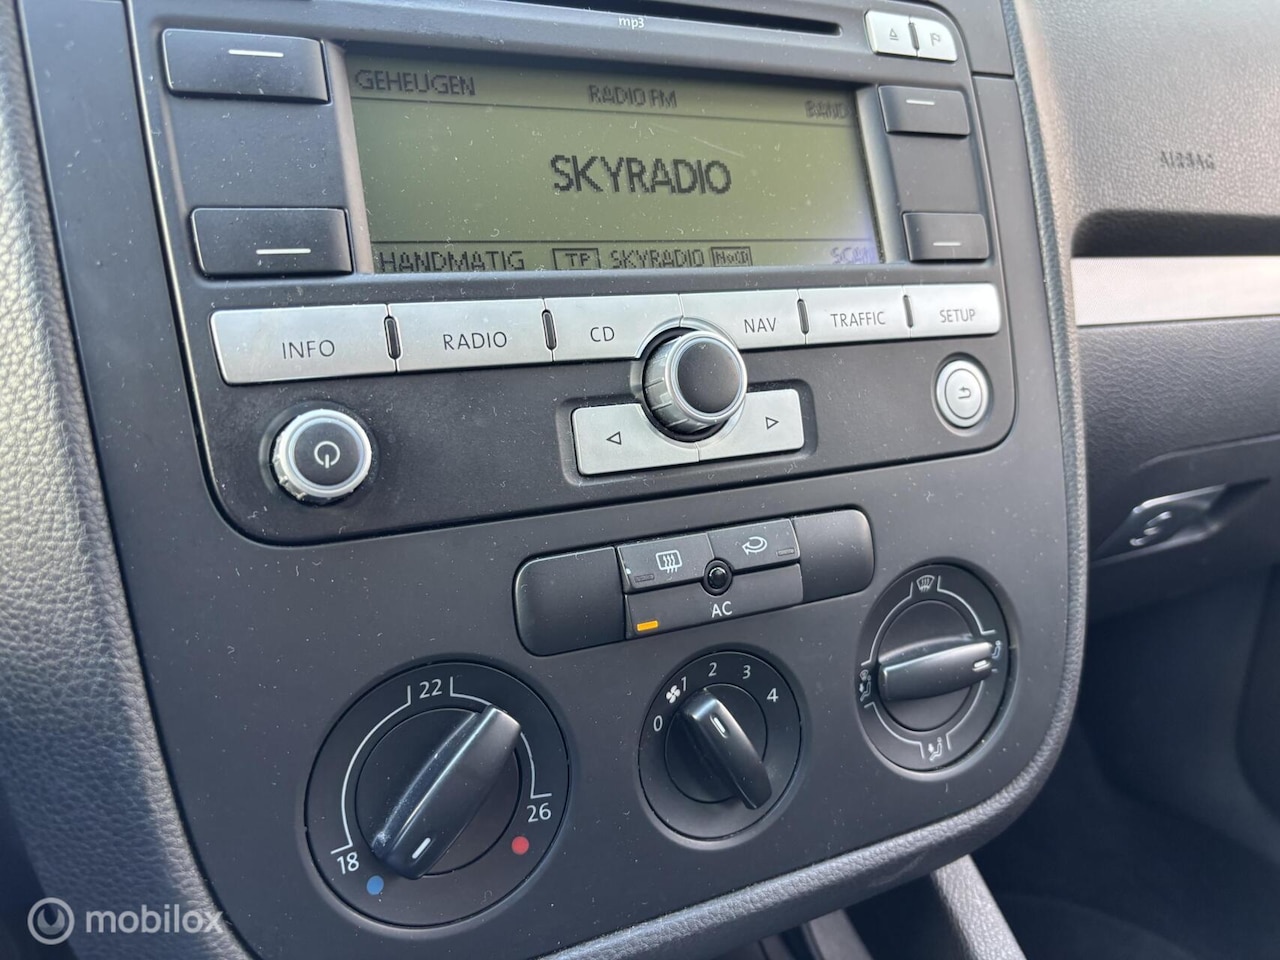 mp3
GEHEUGEN RADIO FM BAND
SKYRADIO
HANDMATIG TP SKYRADIO NoCD SCAN
AIRBAG
INFO RADIO CD NAV TRAFFIC SETUP
AC
22
18
26
0 1 2 3 4
mobilox